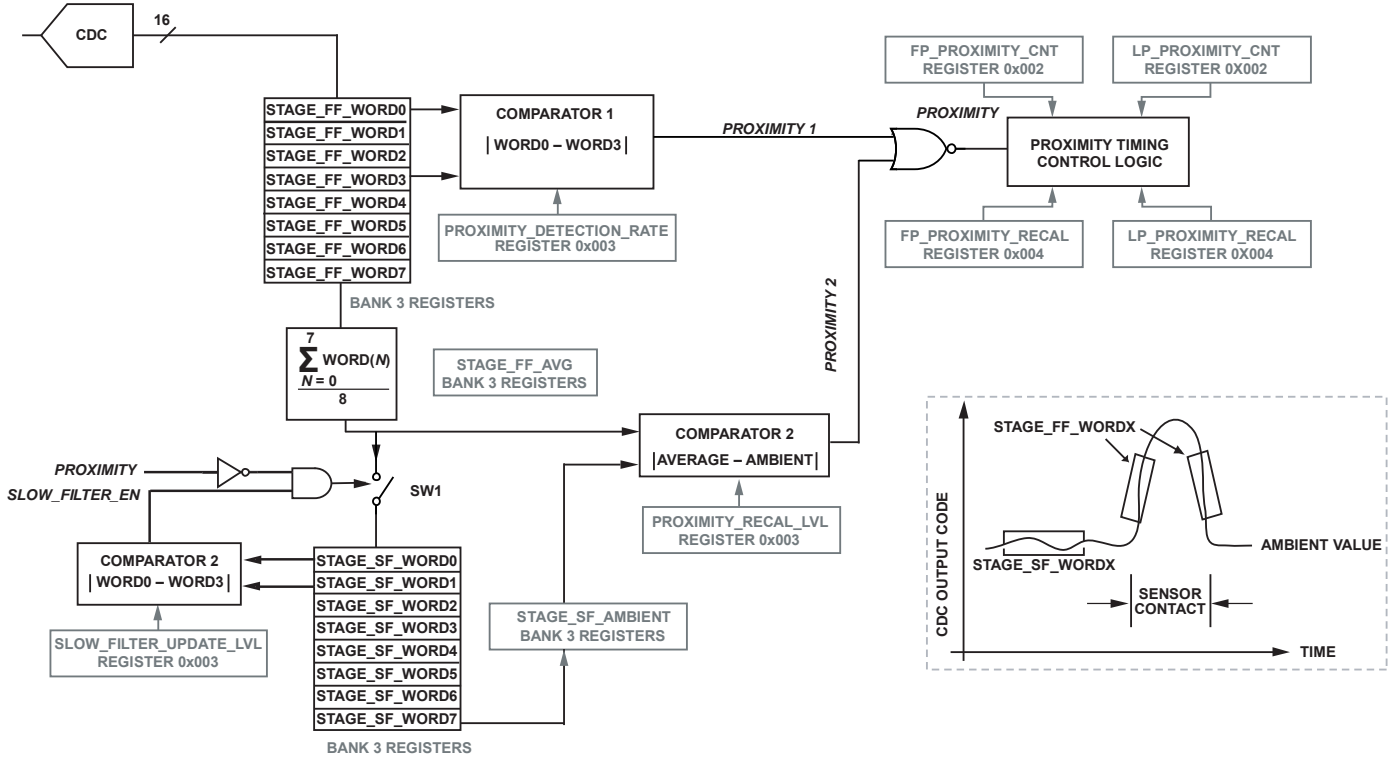 CDC
16
STAGE_FF_WORD0
STAGE_FF_WORD1
STAGE_FF_WORD2
STAGE_FF_WORD3
STAGE_FF_WORD4
STAGE_FF_WORD5
STAGE_FF_WORD6
STAGE_FF_WORD7
BANK 3 REGISTERS
COMPARATOR 1
|WORD0 – WORD3|
PROXIMITY_DETECTION_RATE
REGISTER 0x003
PROXIMITY 1
PROXIMITY
FP_PROXIMITY_CNT
REGISTER 0x002
LP_PROXIMITY_CNT
REGISTER 0X002
PROXIMITY TIMING
CONTROL LOGIC
FP_PROXIMITY_RECAL
REGISTER 0x004
LP_PROXIMITY_RECAL
REGISTER 0X004
PROXIMITY 2
7
Σ WORD(N)
N = 0
8
STAGE_FF_AVG
BANK 3 REGISTERS
COMPARATOR 2
|AVERAGE – AMBIENT|
PROXIMITY_RECAL_LVL
REGISTER 0x003
PROXIMITY
SLOW_FILTER_EN
SW1
COMPARATOR 2
|WORD0 – WORD3|
SLOW_FILTER_UPDATE_LVL
REGISTER 0x003
STAGE_SF_WORD0
STAGE_SF_WORD1
STAGE_SF_WORD2
STAGE_SF_WORD3
STAGE_SF_WORD4
STAGE_SF_WORD5
STAGE_SF_WORD6
STAGE_SF_WORD7
BANK 3 REGISTERS
STAGE_SF_AMBIENT
BANK 3 REGISTERS
CDC OUTPUT CODE
STAGE_FF_WORDX
STAGE_SF_WORDX
AMBIENT VALUE
SENSOR
CONTACT
TIME